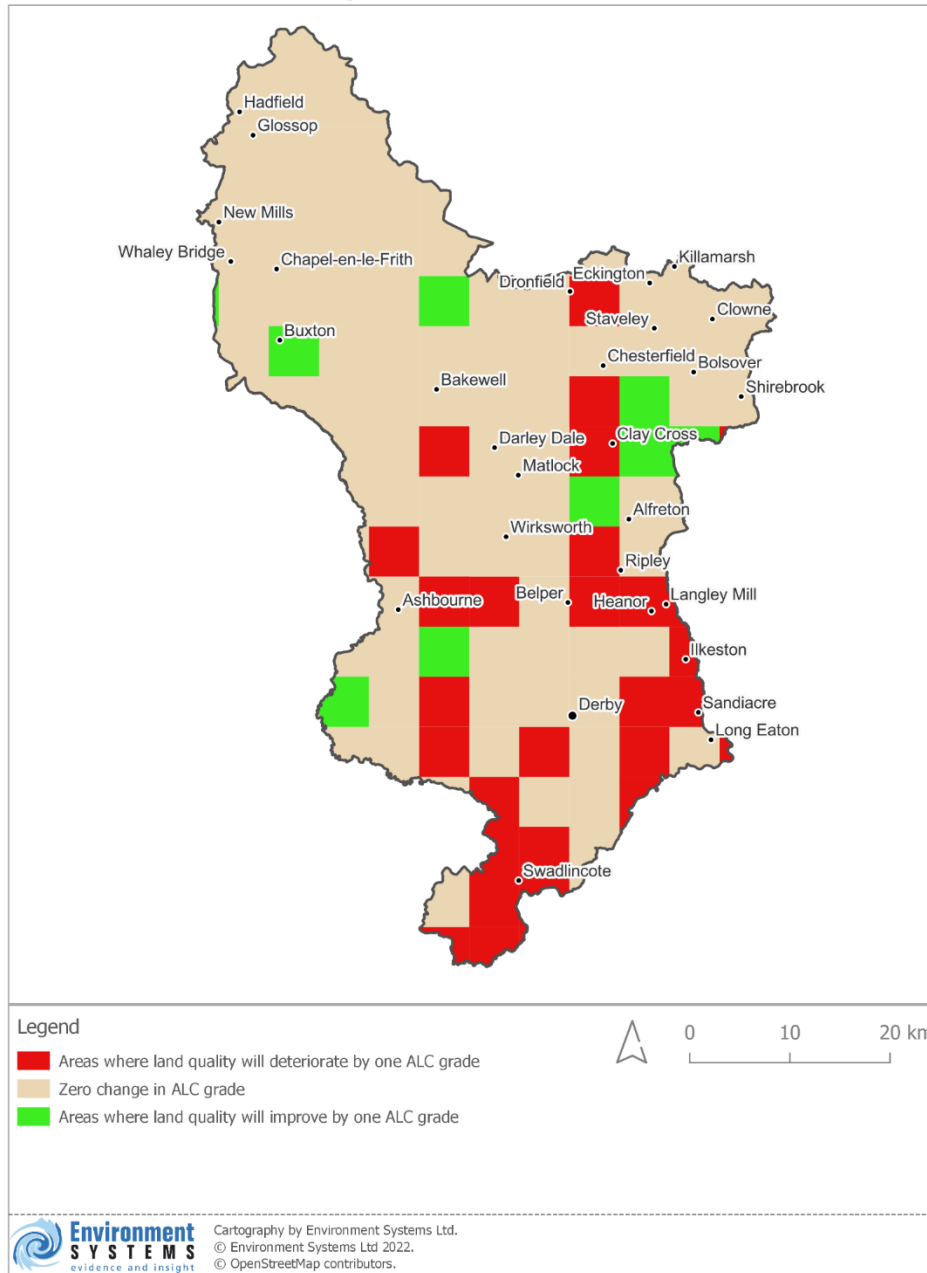 Hadfield
Glossop
New Mills
Whaley Bridge
Chapel-en-le-Frith
Killamarsh
Eckington
Dronfield
Clowne
Staveley
Buxton
Chesterfield
Bolsover
Bakewell
Shirebrook
Clay Cross
Darley Dale
Matlock
Alfreton
Wirksworth
Ripley
Ashbourne
Belper
Heanor
Langley Mill
Ilkeston
Derby
Sandiacre
Long Eaton
Swadlincote
Legend
0 10 20 km
Areas where land quality will deteriorate by one ALC grade
Zero change in ALC grade
Areas where land quality will improve by one ALC grade
Environment
SYSTEMS
evidence and insight
Cartography by Environment Systems Ltd.
© Environment Systems Ltd 2022.
© OpenStreetMap contributors.